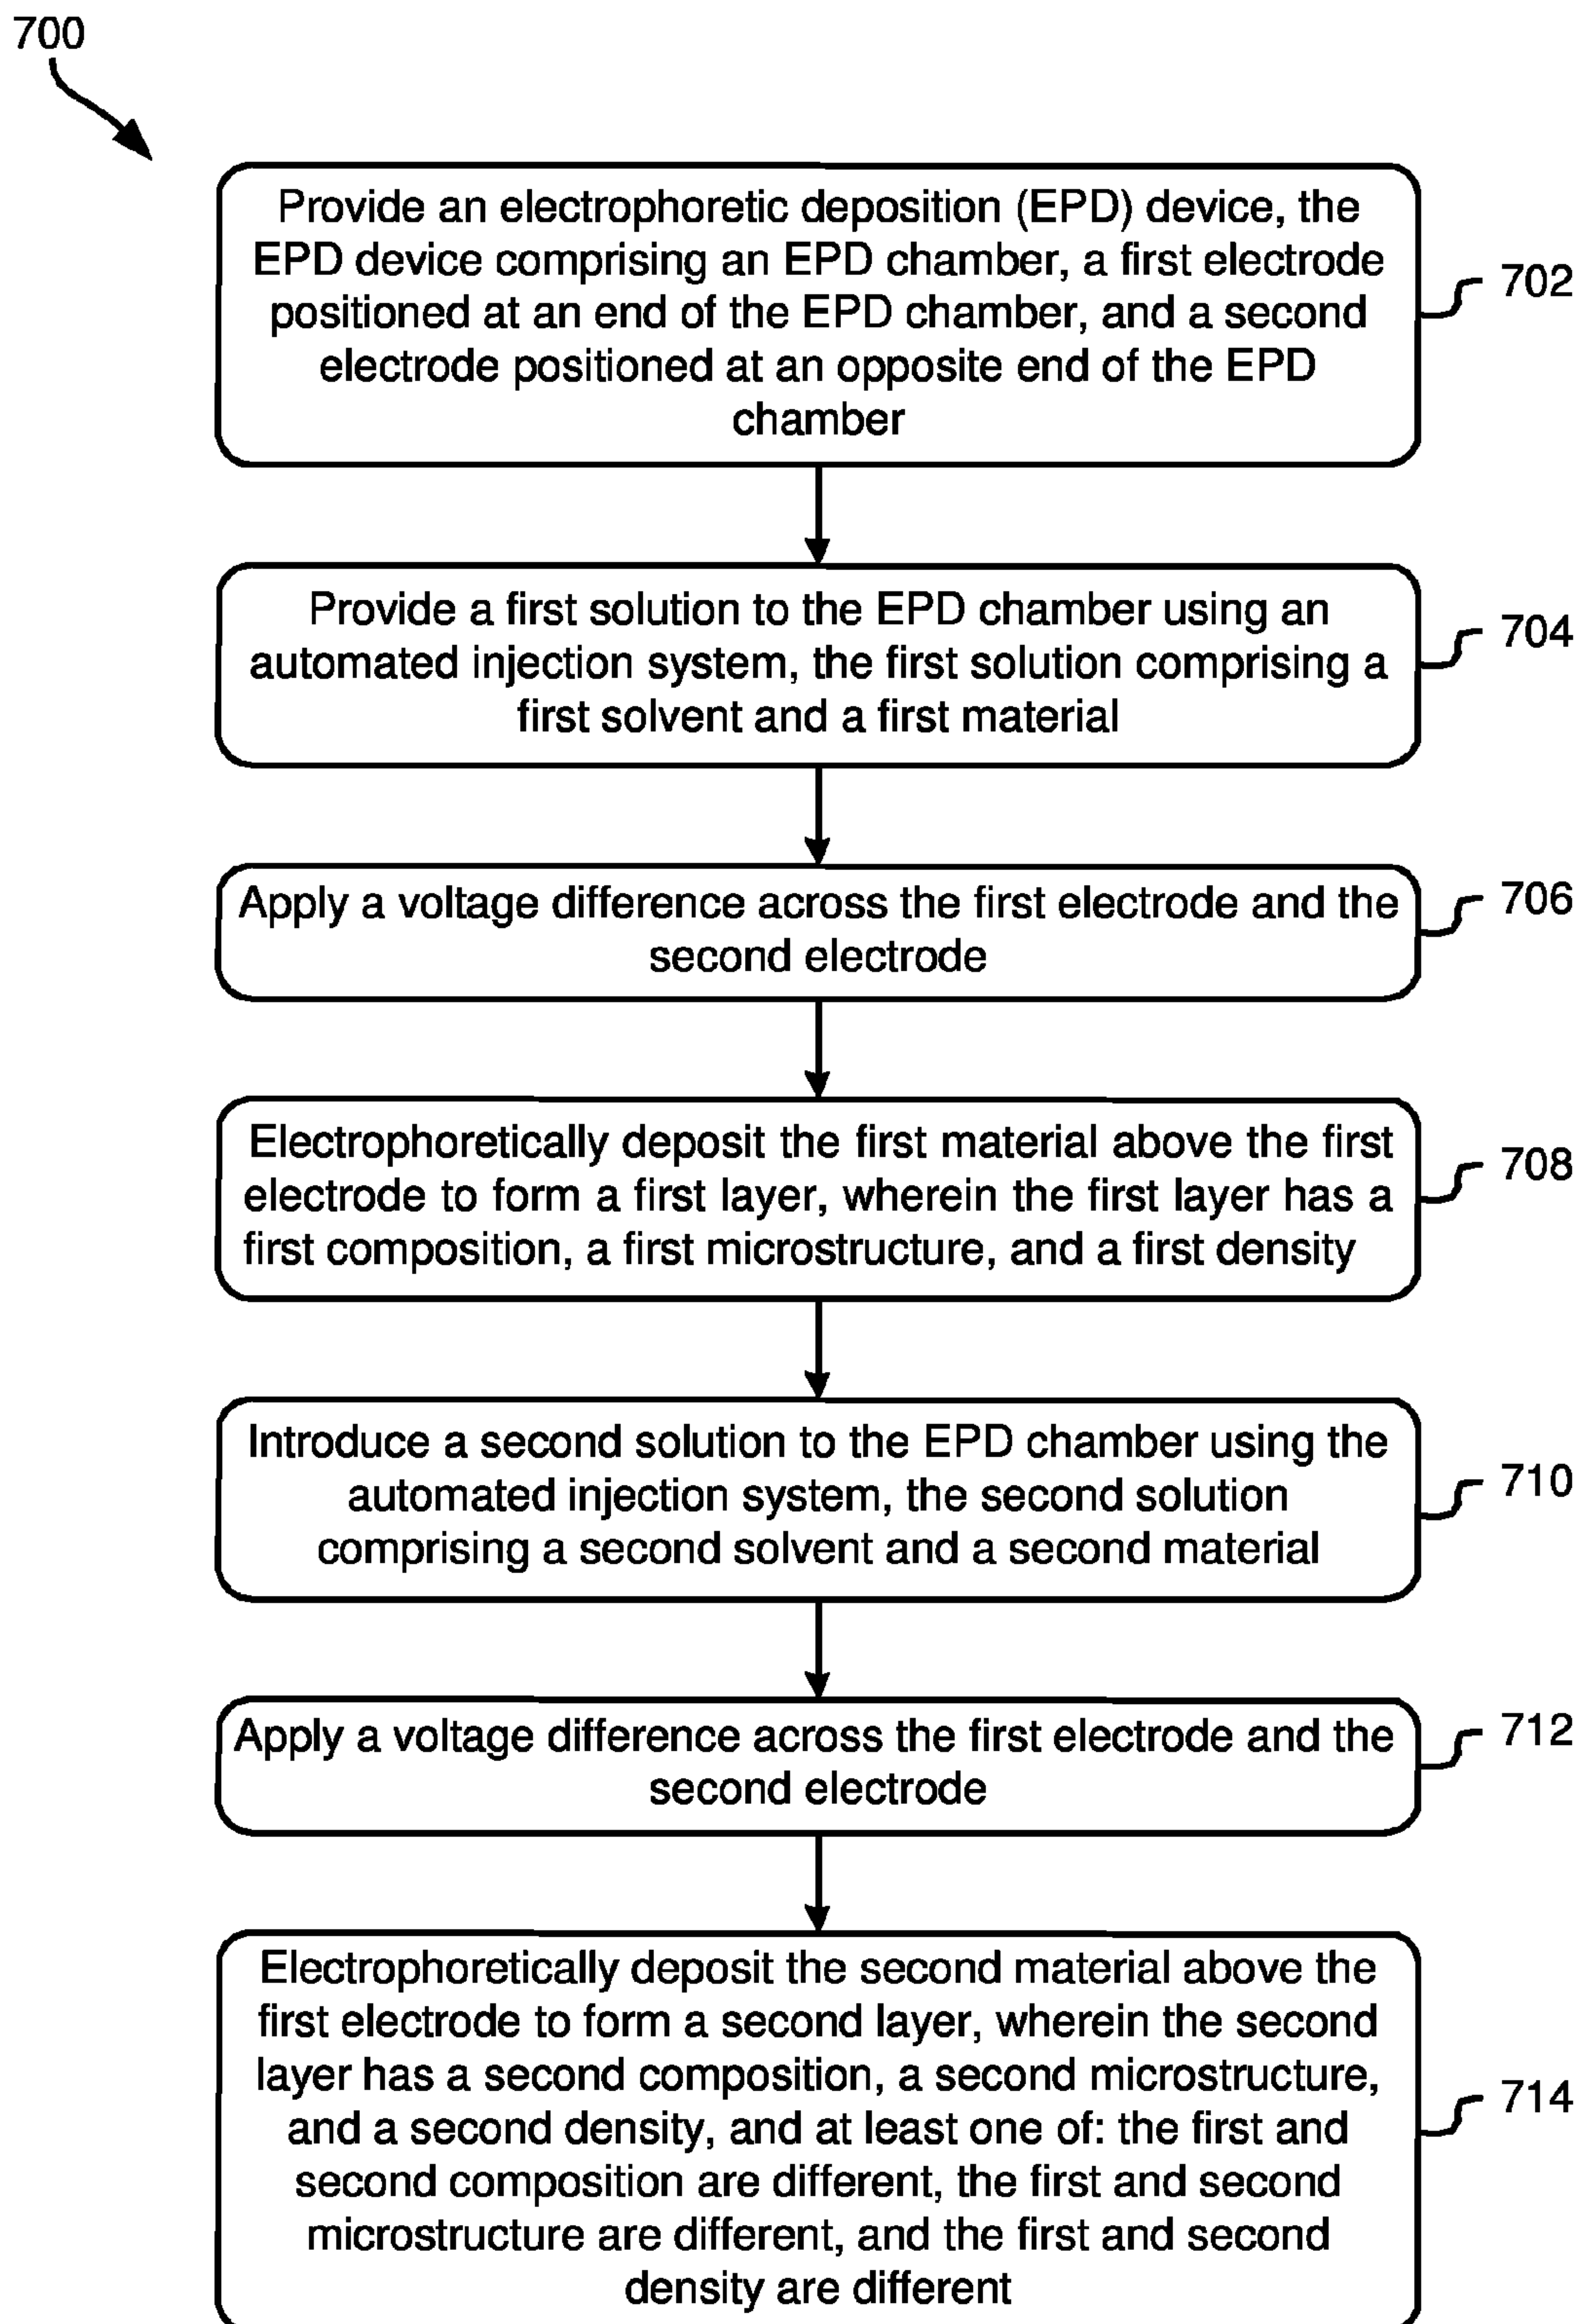 700
Provide an electrophoretic deposition (EPD) device, the
EPD device comprising an EPD chamber, a first electrode
positioned at an end of the EPD chamber, and a second
electrode positioned at an opposite end of the EPD
chamber
702
Provide a first solution to the EPD chamber using an
automated injection system, the first solution comprising a
first solvent and a first material
704
Apply a voltage difference across the first electrode and the
second electrode
706
Electrophoretically deposit the first material above the first
electrode to form a first layer, wherein the first layer has a
first composition, a first microstructure, and a first density
708
Introduce a second solution to the EPD chamber using the
automated injection system, the second solution
comprising a second solvent and a second material
710
Apply a voltage difference across the first electrode and the
second electrode
712
Electrophoretically deposit the second material above the
first electrode to form a second layer, wherein the second
layer has a second composition, a second microstructure,
and a second density, and at least one of: the first and
second composition are different, the first and second
microstructure are different, and the first and second
density are different
714